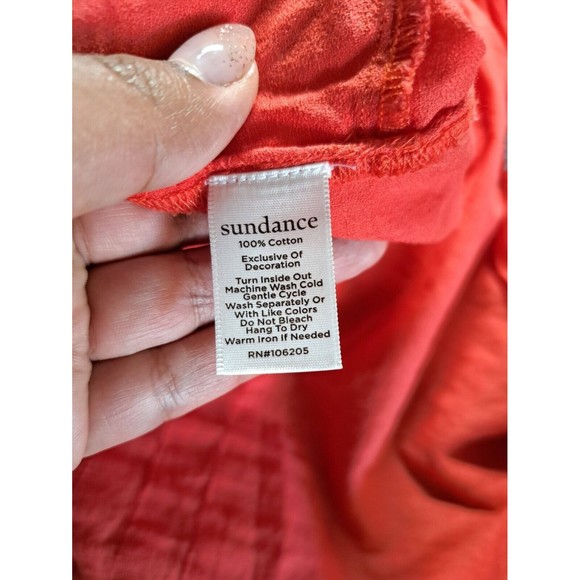 sundance
100% Cotton
Exclusive Of
Decoration
Turn Inside Out
Machine Wash Cold
Gentle Cycle
Wash Separately Or
With Like Colors
Do Not Bleach
Hang To Dry
Warm Iron If Needed
RN#106205